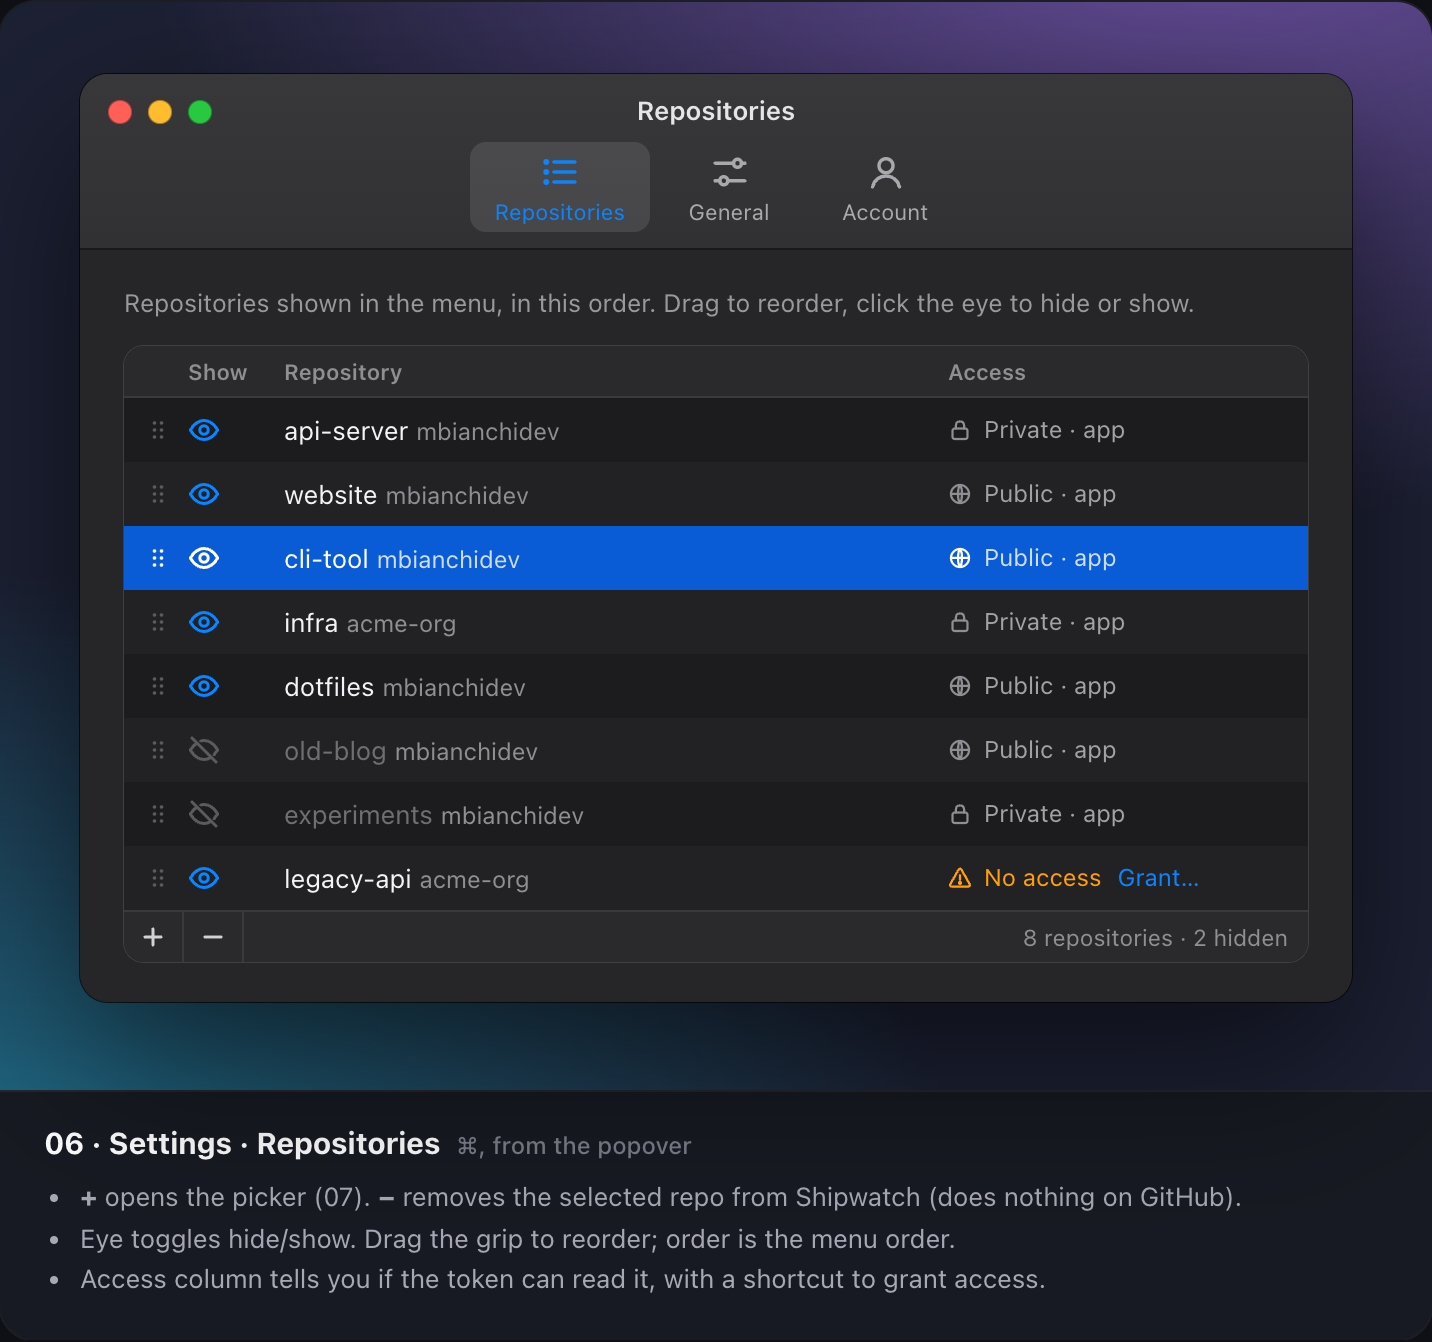 Repositories
Repositories
General
Account
Repositories shown in the menu, in this order. Drag to reorder, click the eye to hide or show.
Show Repository Access
api-server mbianchidev Private · app
website mbianchidev Public · app
cli-tool mbianchidev Public · app
infra acme-org Private · app
dotfiles mbianchidev Public · app
old-blog mbianchidev Public · app
experiments mbianchidev Private · app
legacy-api acme-org No access Grant...
+ − 8 repositories · 2 hidden
06 · Settings · Repositories ⌘, from the popover
• + opens the picker (07). − removes the selected repo from Shipwatch (does nothing on GitHub).
• Eye toggles hide/show. Drag the grip to reorder; order is the menu order.
• Access column tells you if the token can read it, with a shortcut to grant access.